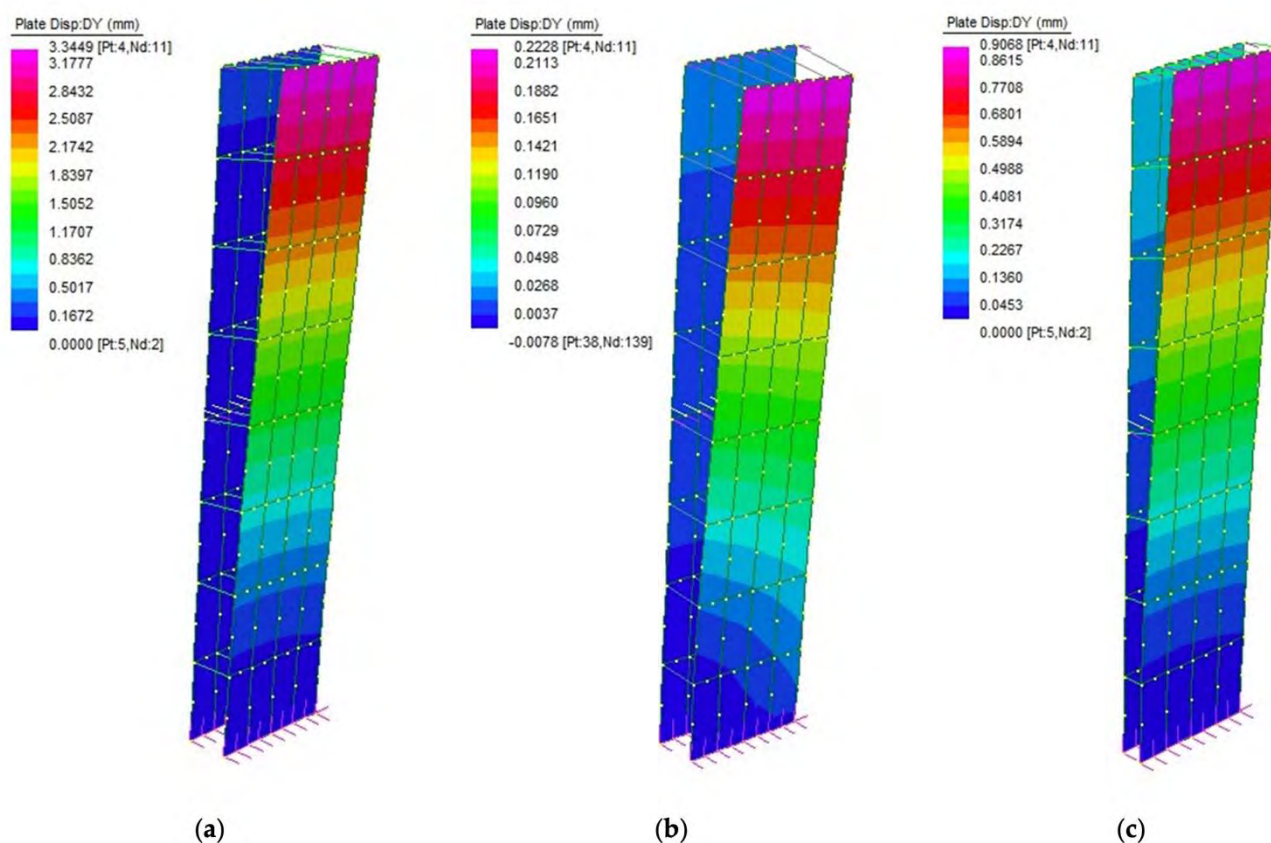 Plate Disp:DY (mm)
3.3449 [Pt:4,Nd:11]
3.1777
2.8432
2.5087
2.1742
1.8397
1.5052
1.1707
0.8362
0.5017
0.1672
0.0000 [Pt:5,Nd:2]
(a)
Plate Disp:DY (mm)
0.2228 [Pt:4,Nd:11]
0.2113
0.1882
0.1651
0.1421
0.1190
0.0960
0.0729
0.0498
0.0268
0.0037
-0.0078 [Pt:38,Nd:139]
(b)
Plate Disp:DY (mm)
0.9068 [Pt:4,Nd:11]
0.8615
0.7708
0.6801
0.5894
0.4988
0.4081
0.3174
0.2267
0.1360
0.0453
0.0000 [Pt:5,Nd:2]
(c)